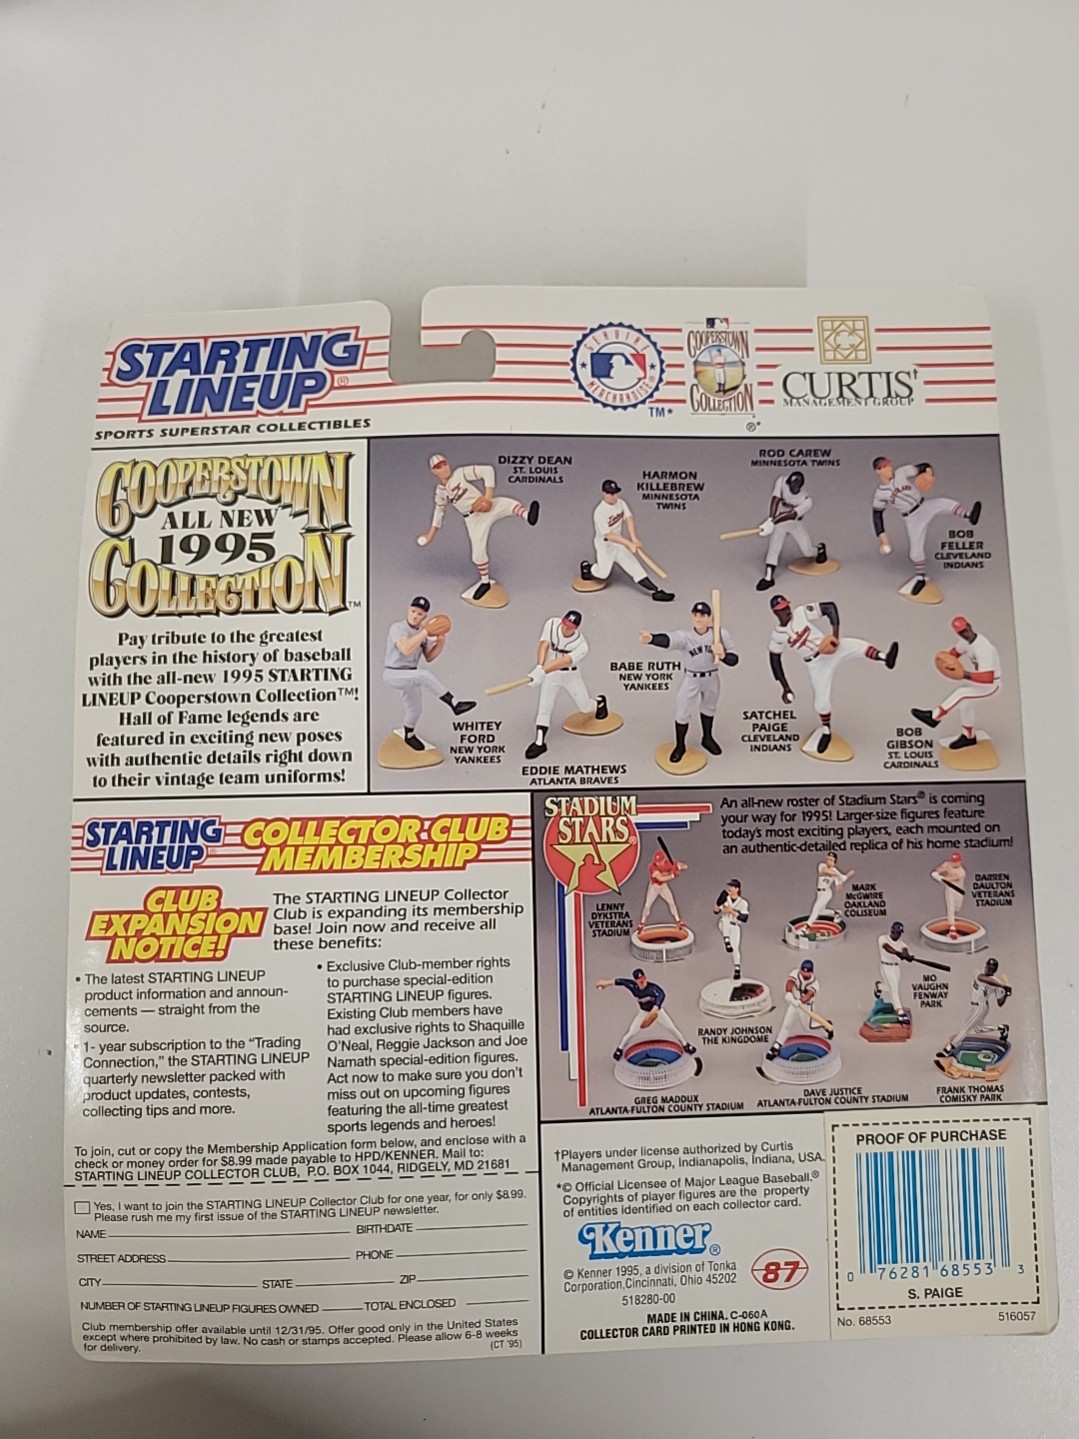 STARTING
LINEUP®
SPORTS SUPERSTAR COLLECTIBLES
GENUINE
MERCHANDISE
TM*
COOPERSTOWN
COLLECTION
®*
CURTIS†
MANAGEMENT GROUP
COOPERSTOWN
ALL NEW
1995
COLLECTION™
Pay tribute to the greatest
players in the history of baseball
with the all-new 1995 STARTING
LINEUP Cooperstown Collection™!
Hall of Fame legends are
featured in exciting new poses
with authentic details right down
to their vintage team uniforms!
DIZZY DEAN
ST. LOUIS
CARDINALS
HARMON
KILLEBREW
MINNESOTA
TWINS
ROD CAREW
MINNESOTA TWINS
BOB
FELLER
CLEVELAND
INDIANS
WHITEY
FORD
NEW YORK
YANKEES
EDDIE MATHEWS
ATLANTA BRAVES
BABE RUTH
NEW YORK
YANKEES
SATCHEL
PAIGE
CLEVELAND
INDIANS
BOB
GIBSON
ST. LOUIS
CARDINALS
STARTING
LINEUP®
COLLECTOR CLUB
MEMBERSHIP
CLUB
EXPANSION
NOTICE!
The STARTING LINEUP Collector
Club is expanding its membership
base! Join now and receive all
these benefits:
• The latest STARTING LINEUP
product information and announ-
cements — straight from the
source.
• 1- year subscription to the "Trading
Connection," the STARTING LINEUP
quarterly newsletter packed with
product updates, contests,
collecting tips and more.
• Exclusive Club-member rights
to purchase special-edition
STARTING LINEUP figures.
Existing Club members have
had exclusive rights to Shaquille
O'Neal, Reggie Jackson and Joe
Namath special-edition figures.
Act now to make sure you don't
miss out on upcoming figures
featuring the all-time greatest
sports legends and heroes!
To join, cut or copy the Membership Application form below, and enclose with a
check or money order for $8.99 made payable to HPD/KENNER. Mail to:
STARTING LINEUP COLLECTOR CLUB, P.O. BOX 1044, RIDGELY, MD 21681
Yes, I want to join the STARTING LINEUP Collector Club for one year, for only $8.99.
Please rush me my first issue of the STARTING LINEUP newsletter.
NAME BIRTHDATE
STREET ADDRESS PHONE
CITY STATE ZIP
NUMBER OF STARTING LINEUP FIGURES OWNED TOTAL ENCLOSED
Club membership offer available until 12/31/95. Offer good only in the United States
except where prohibited by law. No cash or stamps accepted. Please allow 6-8 weeks
for delivery. (CT '95)
STADIUM
STARS®
An all-new roster of Stadium Stars® is coming
your way for 1995! Larger-size figures feature
today's most exciting players, each mounted on
an authentic-detailed replica of his home stadium!
LENNY
DYKSTRA
VETERANS
STADIUM
RANDY JOHNSON
THE KINGDOME
MARK
McGWIRE
OAKLAND
COLISEUM
DARREN
DAULTON
VETERANS
STADIUM
MO
VAUGHN
FENWAY
PARK
GREG MADDUX
ATLANTA-FULTON COUNTY STADIUM
DAVE JUSTICE
ATLANTA-FULTON COUNTY STADIUM
FRANK THOMAS
COMISKY PARK
†Players under license authorized by Curtis
Management Group, Indianapolis, Indiana, USA.
*© Official Licensee of Major League Baseball.®
Copyrights of player figures are the property
of entities identified on each collector card.
Kenner®
© Kenner 1995, a division of Tonka
Corporation, Cincinnati, Ohio 45202
518280-00
87
MADE IN CHINA. C-060A
COLLECTOR CARD PRINTED IN HONG KONG.
PROOF OF PURCHASE
0 76281 68553 3
S. PAIGE
No. 68553 516057